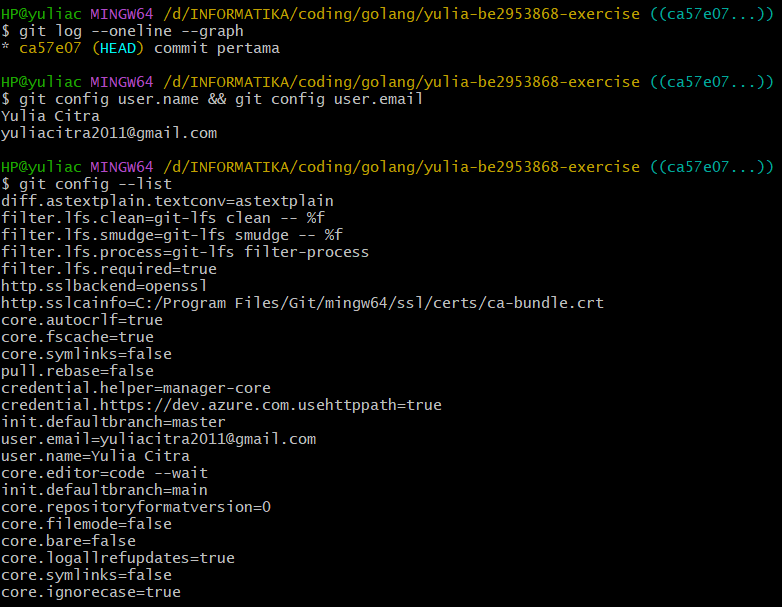 HP@yuliac MINGW64 /d/INFORMATIKA/coding/golang/yulia-be2953868-exercise ((ca57e07...))
$ git log --oneline --graph
* ca57e07 (HEAD) commit pertama
HP@yuliac MINGW64 /d/INFORMATIKA/coding/golang/yulia-be2953868-exercise ((ca57e07...))
$ git config user.name && git config user.email
Yulia Citra
yuliacitra2011@gmail.com
HP@yuliac MINGW64 /d/INFORMATIKA/coding/golang/yulia-be2953868-exercise ((ca57e07...))
$ git config --list
diff.astextplain.textconv=astextplain
filter.lfs.clean=git-lfs clean -- %f
filter.lfs.smudge=git-lfs smudge -- %f
filter.lfs.process=git-lfs filter-process
filter.lfs.required=true
http.sslbackend=openssl
http.sslcainfo=C:/Program Files/Git/mingw64/ssl/certs/ca-bundle.crt
core.autocrlf=true
core.fscache=true
core.symlinks=false
pull.rebase=false
credential.helper=manager-core
credential.https://dev.azure.com.usehttppath=true
init.defaultbranch=master
user.email=yuliacitra2011@gmail.com
user.name=Yulia Citra
core.editor=code --wait
init.defaultbranch=main
core.repositoryformatversion=0
core.filemode=false
core.bare=false
core.logallrefupdates=true
core.symlinks=false
core.ignorecase=true